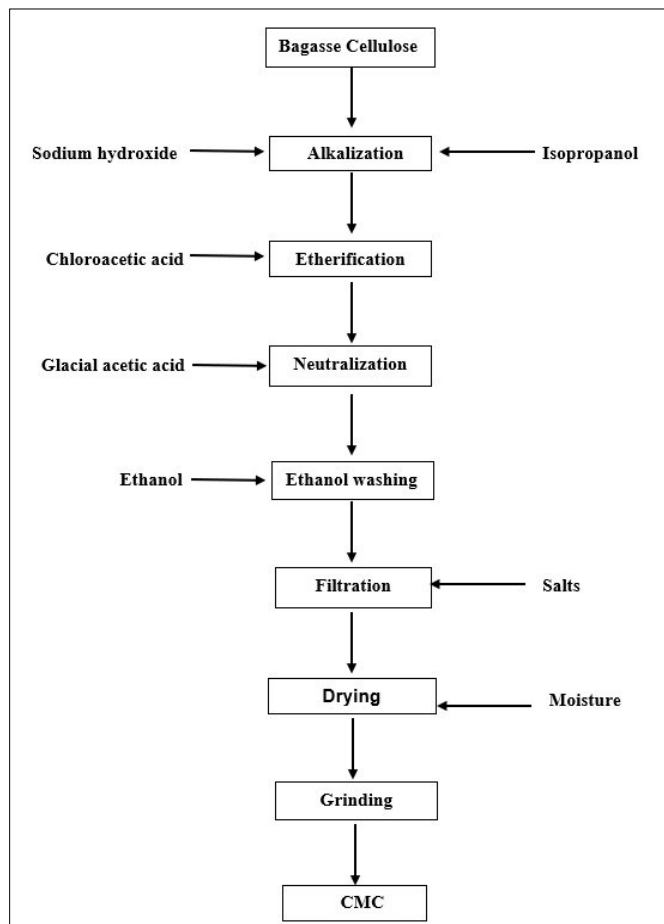 Bagasse Cellulose
Sodium hydroxide
Alkalization
Isopropanol
Chloroacetic acid
Etherification
Glacial acetic acid
Neutralization
Ethanol
Ethanol washing
Filtration
Salts
Drying
Moisture
Grinding
CMC